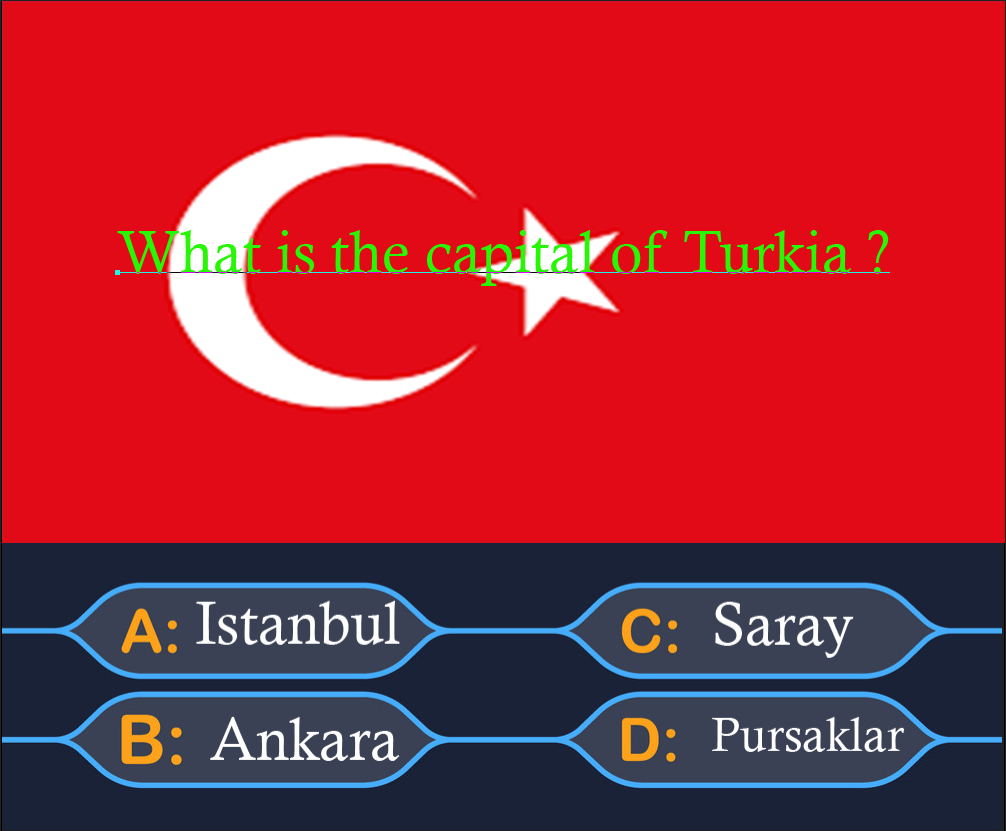 What is the capital of Turkia ?
A: Istanbul
C: Saray
B: Ankara
D: Pursaklar